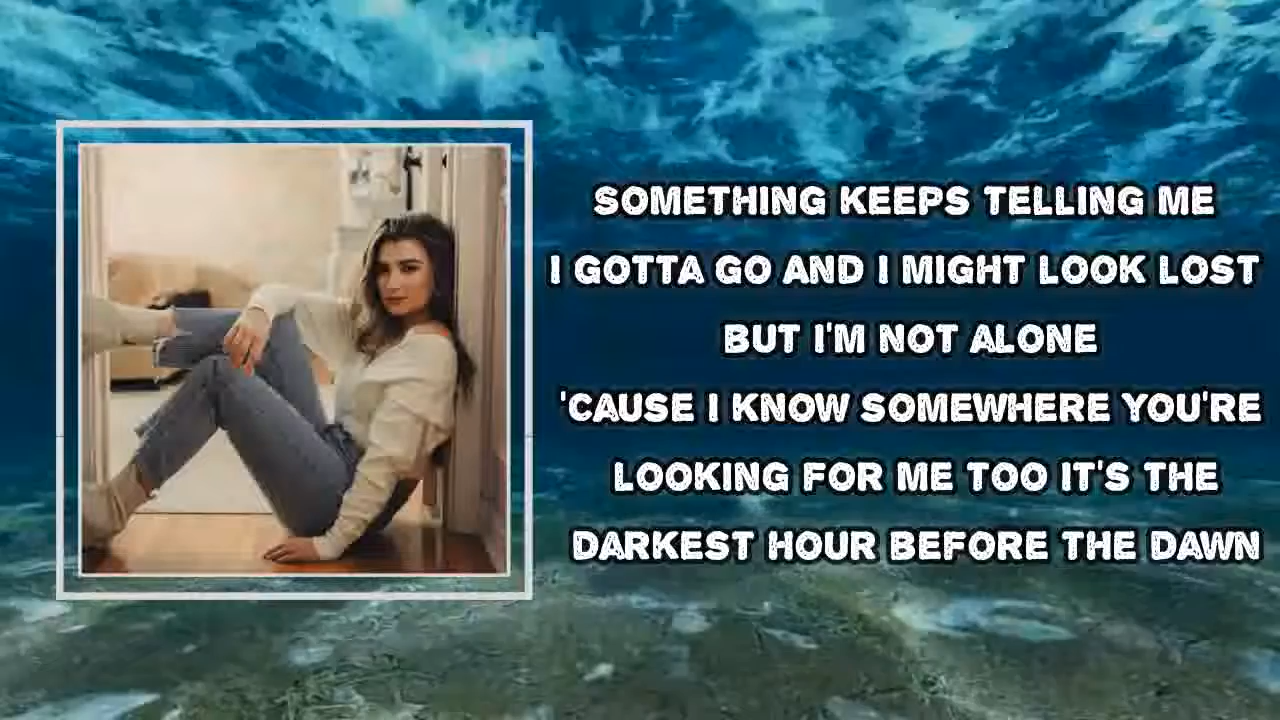 SOMETHING KEEPS TELLING ME
I GOTTA GO AND I MIGHT LOOK LOST
BUT I'M NOT ALONE
'CAUSE I KNOW SOMEWHERE YOU'RE
LOOKING FOR ME TOO IT'S THE
DARKEST HOUR BEFORE THE DAWN